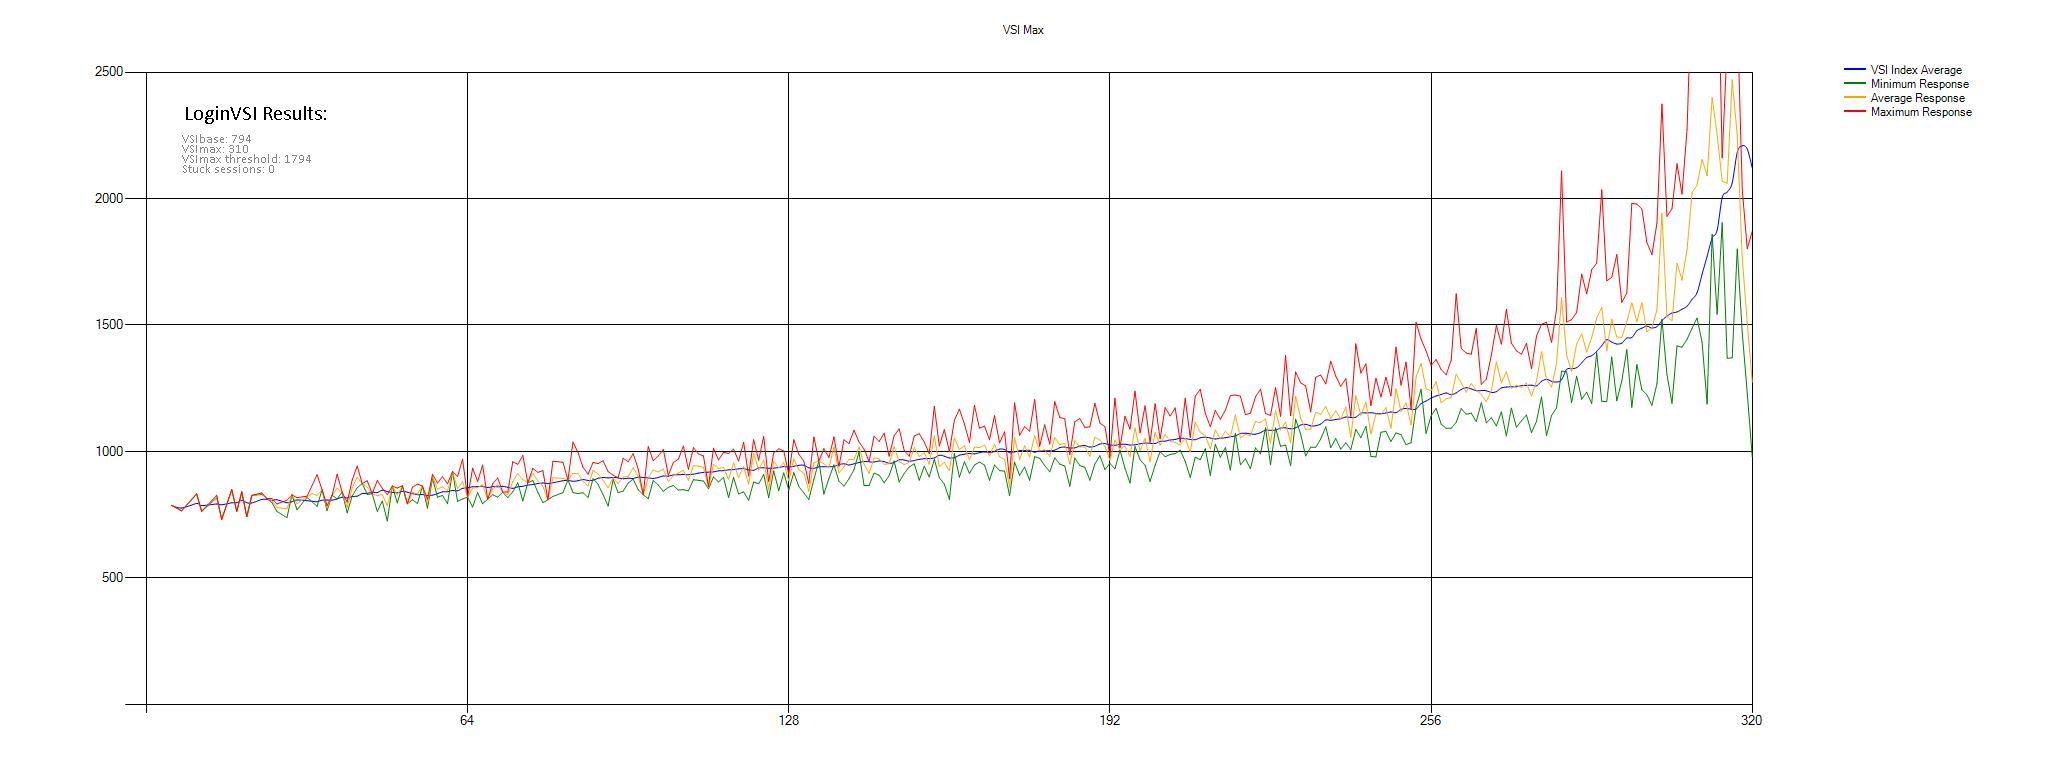 VSI Max
2500
2000
1500
1000
500
64
128
192
256
320
LoginVSI Results:
VSIbase: 794
VSImax: 310
VSImax threshold: 1794
Stuck sessions: 0
VSI Index Average
Minimum Response
Average Response
Maximum Response